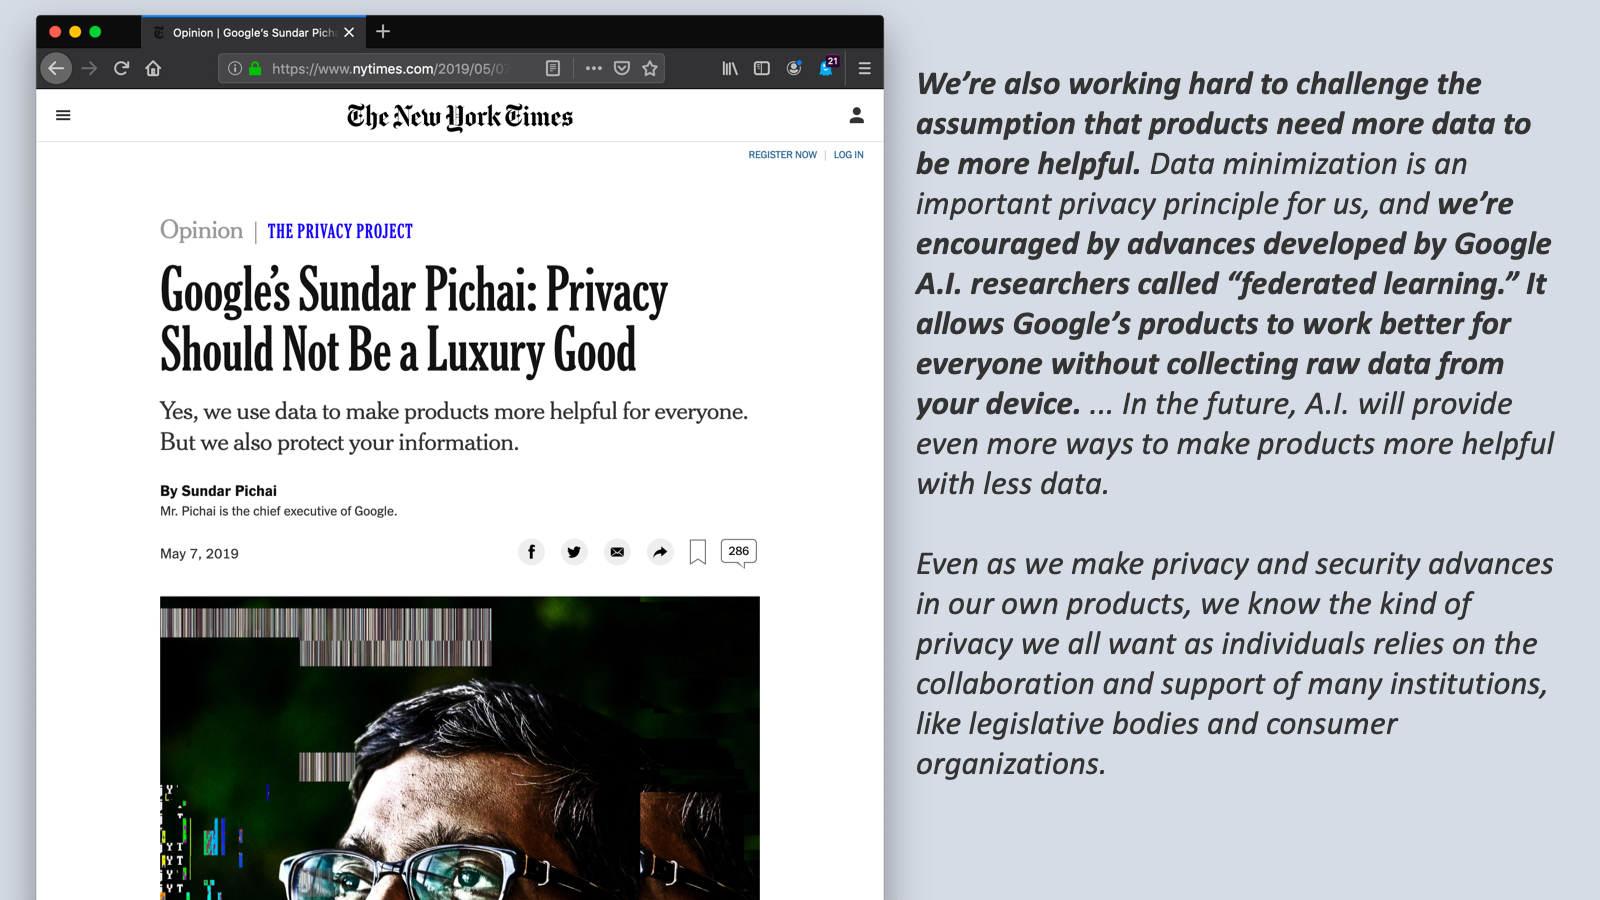 Opinion | Google's Sundar Pich
https://www.nytimes.com/2019/05/07
21
The New York Times
REGISTER NOW | LOG IN
Opinion | THE PRIVACY PROJECT
Google's Sundar Pichai: Privacy
Should Not Be a Luxury Good
Yes, we use data to make products more helpful for everyone.
But we also protect your information.
By Sundar Pichai
Mr. Pichai is the chief executive of Google.
May 7, 2019
286
We're also working hard to challenge the
assumption that products need more data to
be more helpful. Data minimization is an
important privacy principle for us, and we're
encouraged by advances developed by Google
A.I. researchers called “federated learning.” It
allows Google's products to work better for
everyone without collecting raw data from
your device. ... In the future, A.I. will provide
even more ways to make products more helpful
with less data.
Even as we make privacy and security advances
in our own products, we know the kind of
privacy we all want as individuals relies on the
collaboration and support of many institutions,
like legislative bodies and consumer
organizations.